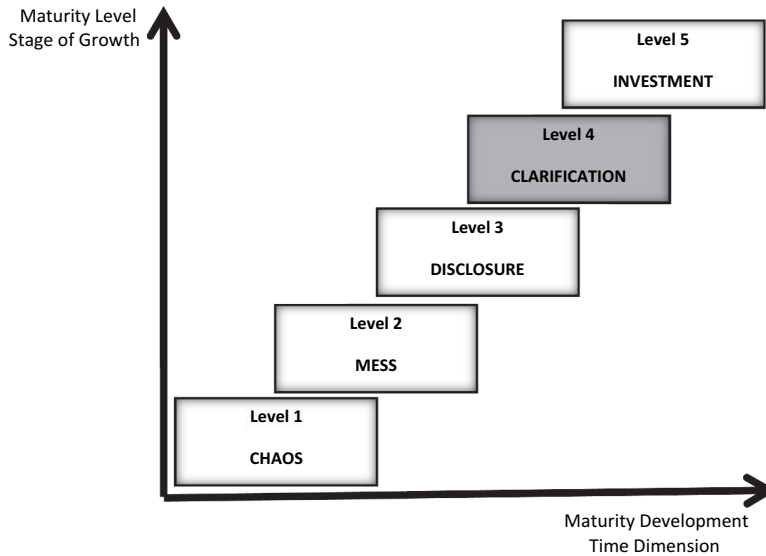 Maturity Level
Stage of Growth
Level 5
INVESTMENT
Level 4
CLARIFICATION
Level 3
DISCLOSURE
Level 2
MESS
Level 1
CHAOS
Maturity Development
Time Dimension